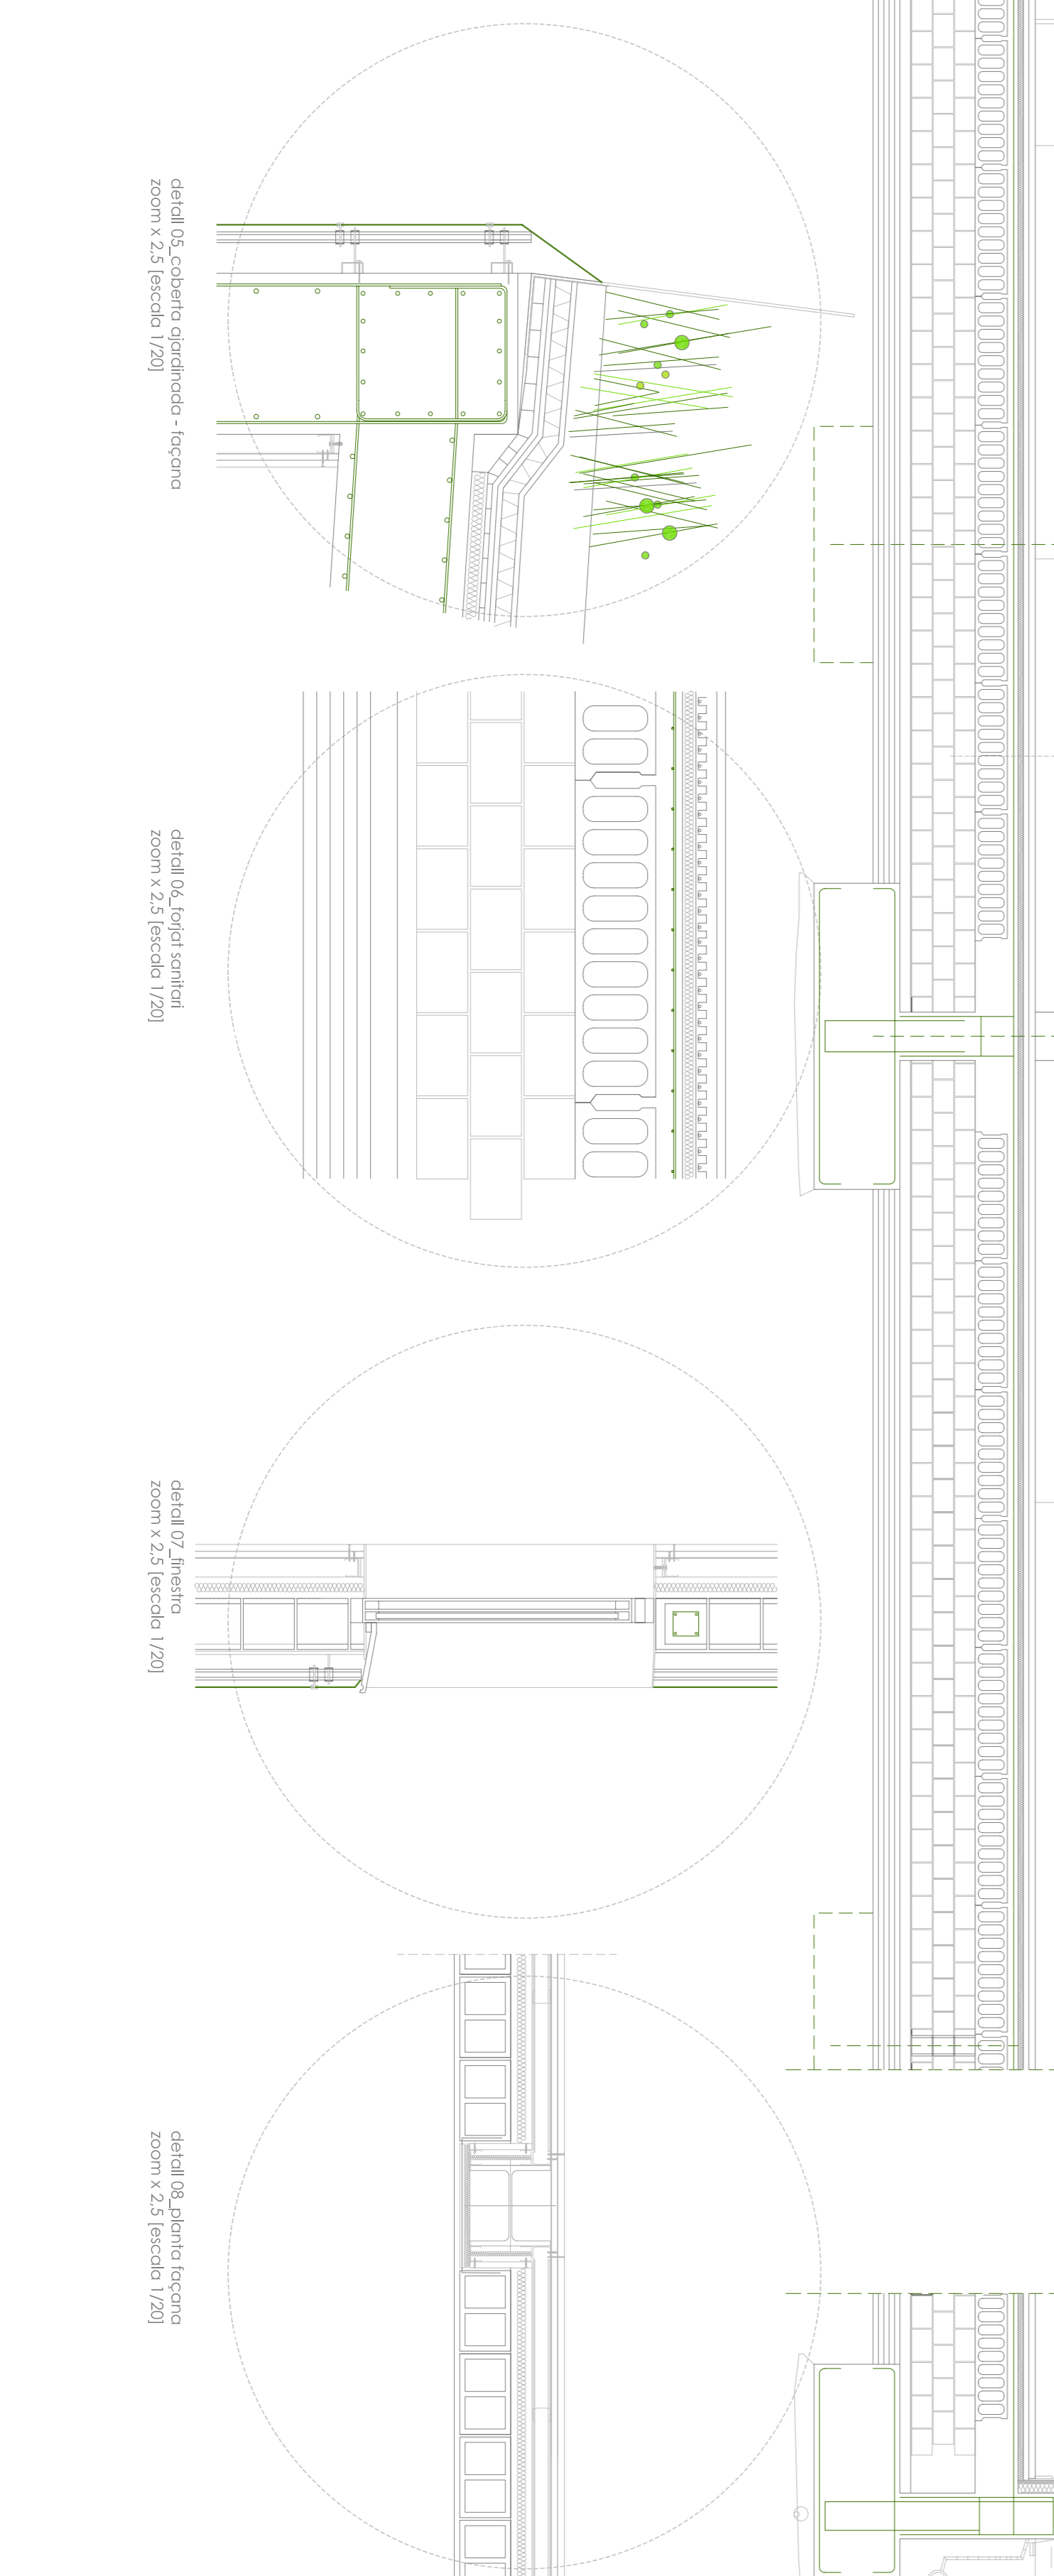 detall 05_coberta ajardinada - façana
zoom x 2,5 [escala 1/20]
detall 06_forjat sanitari
zoom x 2,5 [escala 1/20]
detall 07_finestra
zoom x 2,5 [escala 1/20]
detall 08_planta façana
zoom x 2,5 [escala 1/20]